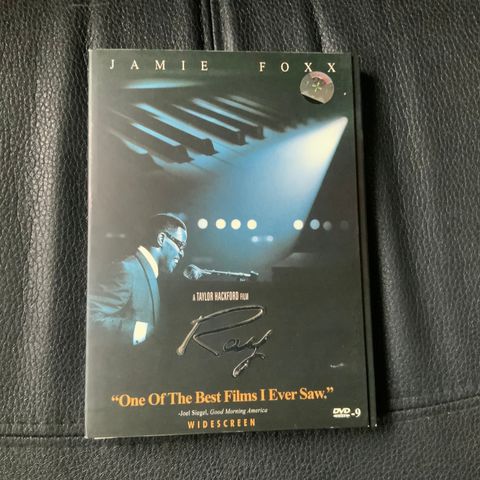 JAMIE FOXX
A TAYLOR HACKFORD FILM
Ray
“One Of The Best Films I Ever Saw.”
-Joel Siegel, Good Morning America
WIDESCREEN
DVD-9